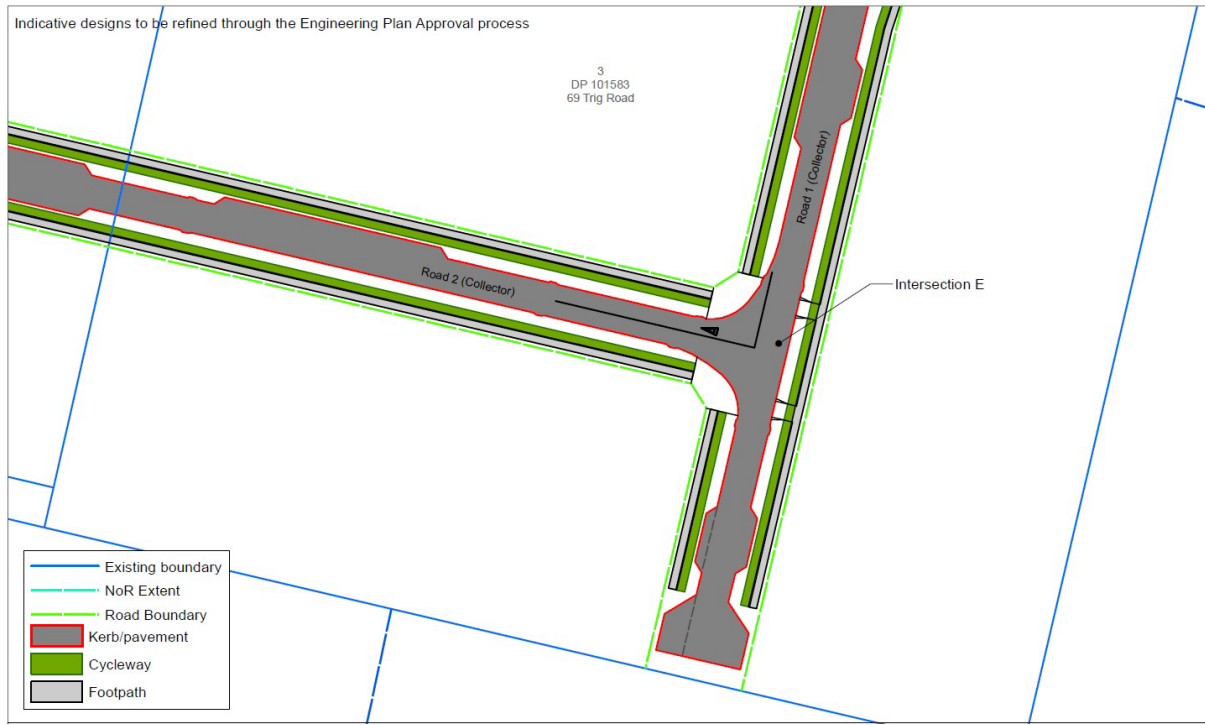 Indicative designs to be refined through the Engineering Plan Approval process
3
DP 101583
69 Trig Road
Road 1 (Collector)
Road 2 (Collector)
Intersection E
Existing boundary
NoR Extent
Road Boundary
Kerb/pavement
Cycleway
Footpath